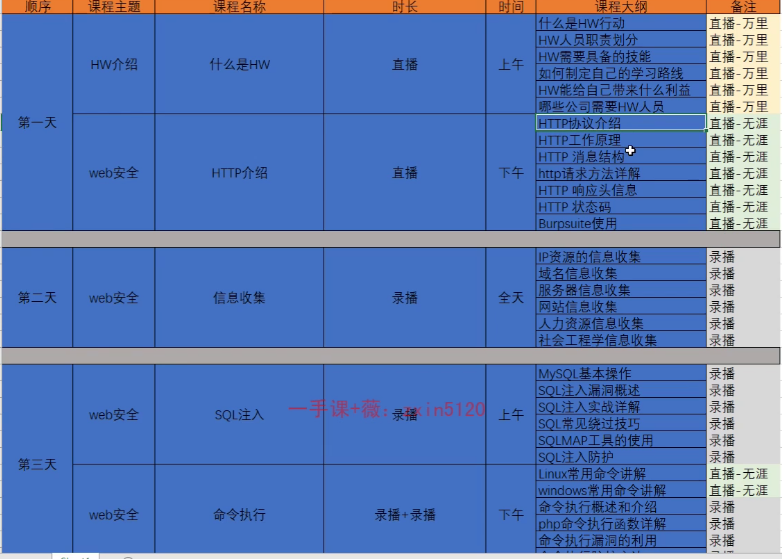 顺序 课程主题 课程名称 时长 时间 课程大纲 备注
第一天 HW介绍 什么是HW 直播 上午 什么是HW行动 直播-万里
HW人员职责划分 直播-万里
HW需要具备的技能 直播-万里
如何制定自己的学习路线 直播-万里
HW能给自己带来什么利益 直播-万里
哪些公司需要HW人员 直播-万里
web安全 HTTP介绍 直播 下午 HTTP协议介绍 直播-无涯
HTTP工作原理 直播-无涯
HTTP 消息结构 直播-无涯
http请求方法详解 直播-无涯
HTTP 响应头信息 直播-无涯
HTTP 状态码 直播-无涯
Burpsuite使用 直播-无涯
第二天 web安全 信息收集 录播 全天 IP资源的信息收集 录播
域名信息收集 录播
服务器信息收集 录播
网站信息收集 录播
人力资源信息收集 录播
社会工程学信息收集 录播
第三天 web安全 SQL注入 录播 上午 MySQL基本操作 录播
SQL注入漏洞概述 录播
SQL注入实战详解 录播
SQL常见绕过技巧 录播
SQLMAP工具的使用 录播
SQL注入防护 录播
web安全 命令执行 录播+录播 下午 Linux常用命令讲解 直播-无涯
windows常用命令讲解 直播-无涯
命令执行概述和介绍 录播
php命令执行函数详解 录播
命令执行漏洞的利用 录播
一手课+薇：